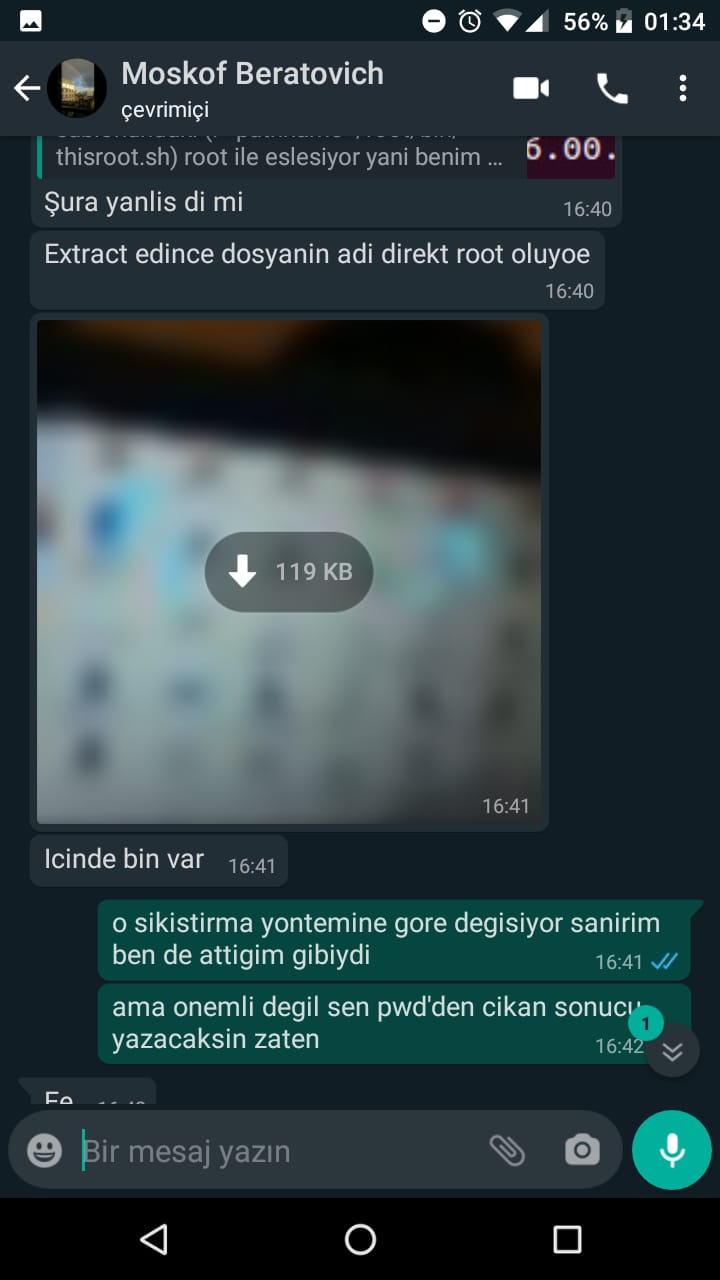 56% 01:34
Moskof Beratovich
çevrimiçi
thisroot.sh) root ile eslesiyor yani benim ...
6.00.
Şura yanlis di mi
16:40
Extract edince dosyanin adi direkt root oluyoe
16:40
119 KB
16:41
Icinde bin var 16:41
o sikistirma yontemine gore degisiyor sanirim
ben de attigim gibiydi
16:41
ama onemli degil sen pwd'den cikan sonucu
yazacaksin zaten
16:42
1
Ee
Bir mesaj yazın